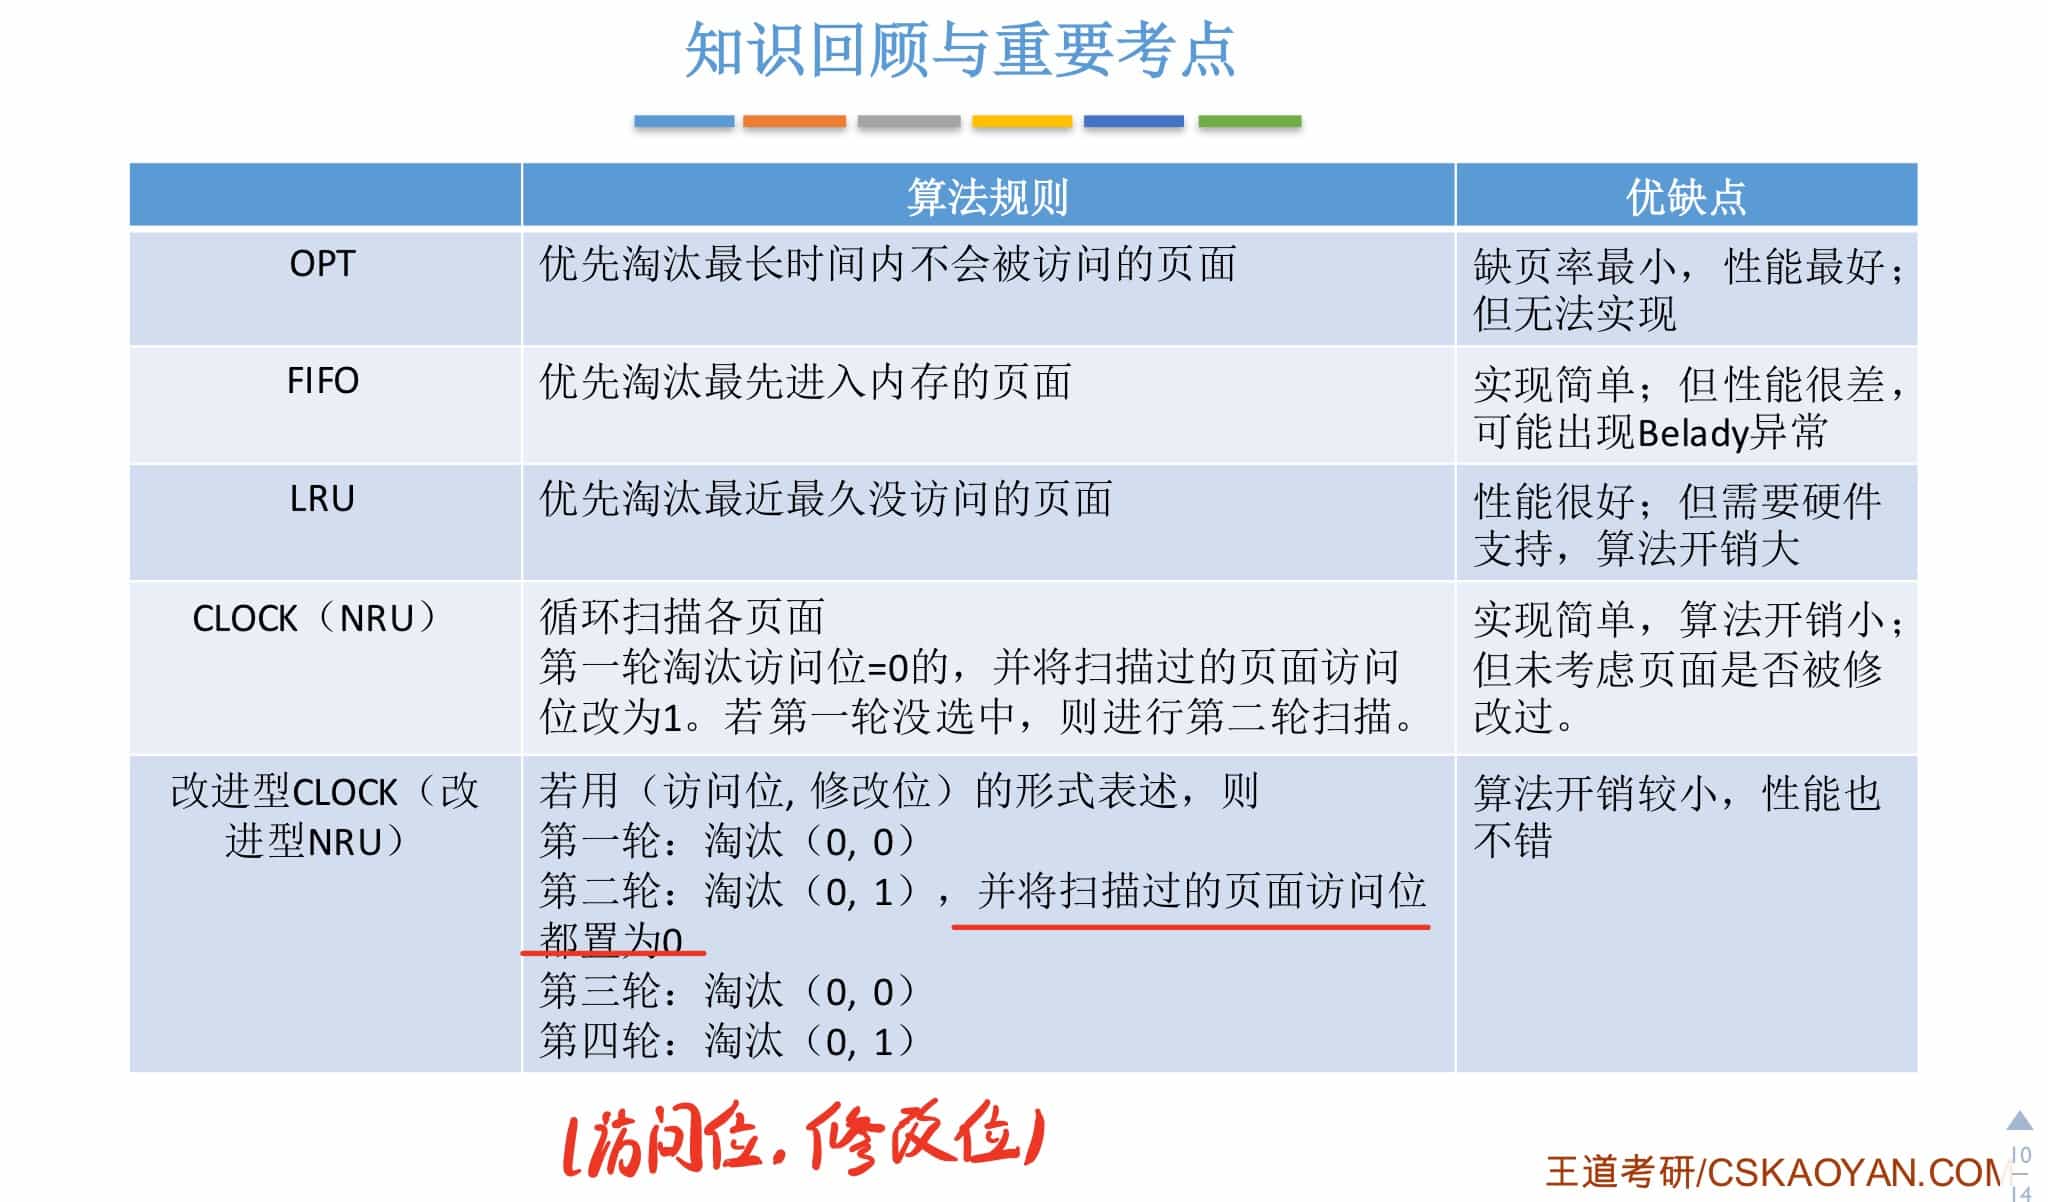 知识回顾与重要考点
算法规则
优缺点
OPT
优先淘汰最长时间内不会被访问的页面
缺页率最小，性能最好；
但无法实现
FIFO
优先淘汰最先进入内存的页面
实现简单；但性能很差，
可能出现Belady异常
LRU
优先淘汰最近最久没访问的页面
性能很好；但需要硬件
支持，算法开销大
CLOCK（NRU）
循环扫描各页面
第一轮淘汰访问位=0的，并将扫描过的页面访问
位改为1。若第一轮没选中，则进行第二轮扫描。
实现简单，算法开销小；
但未考虑页面是否被修
改过。
改进型CLOCK（改
进型NRU）
若用（访问位, 修改位）的形式表述，则
第一轮：淘汰（0, 0）
第二轮：淘汰（0, 1），并将扫描过的页面访问位
都置为0
第三轮：淘汰（0, 0）
第四轮：淘汰（0, 1）
算法开销较小，性能也
不错
(访问位.修改位)
王道考研/CSKAOYAN.COM
10
14